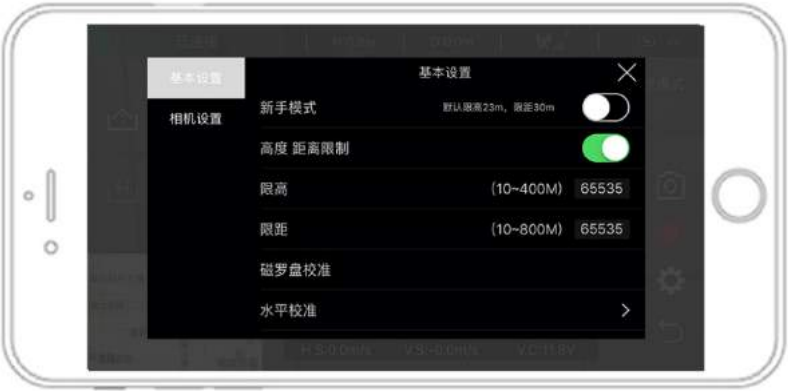 基本设置
基本设置
相机设置
新手模式 默认限高23m，限距30m
高度 距离限制
限高 (10~400M) 65535
限距 (10~800M) 65535
磁罗盘校准
水平校准